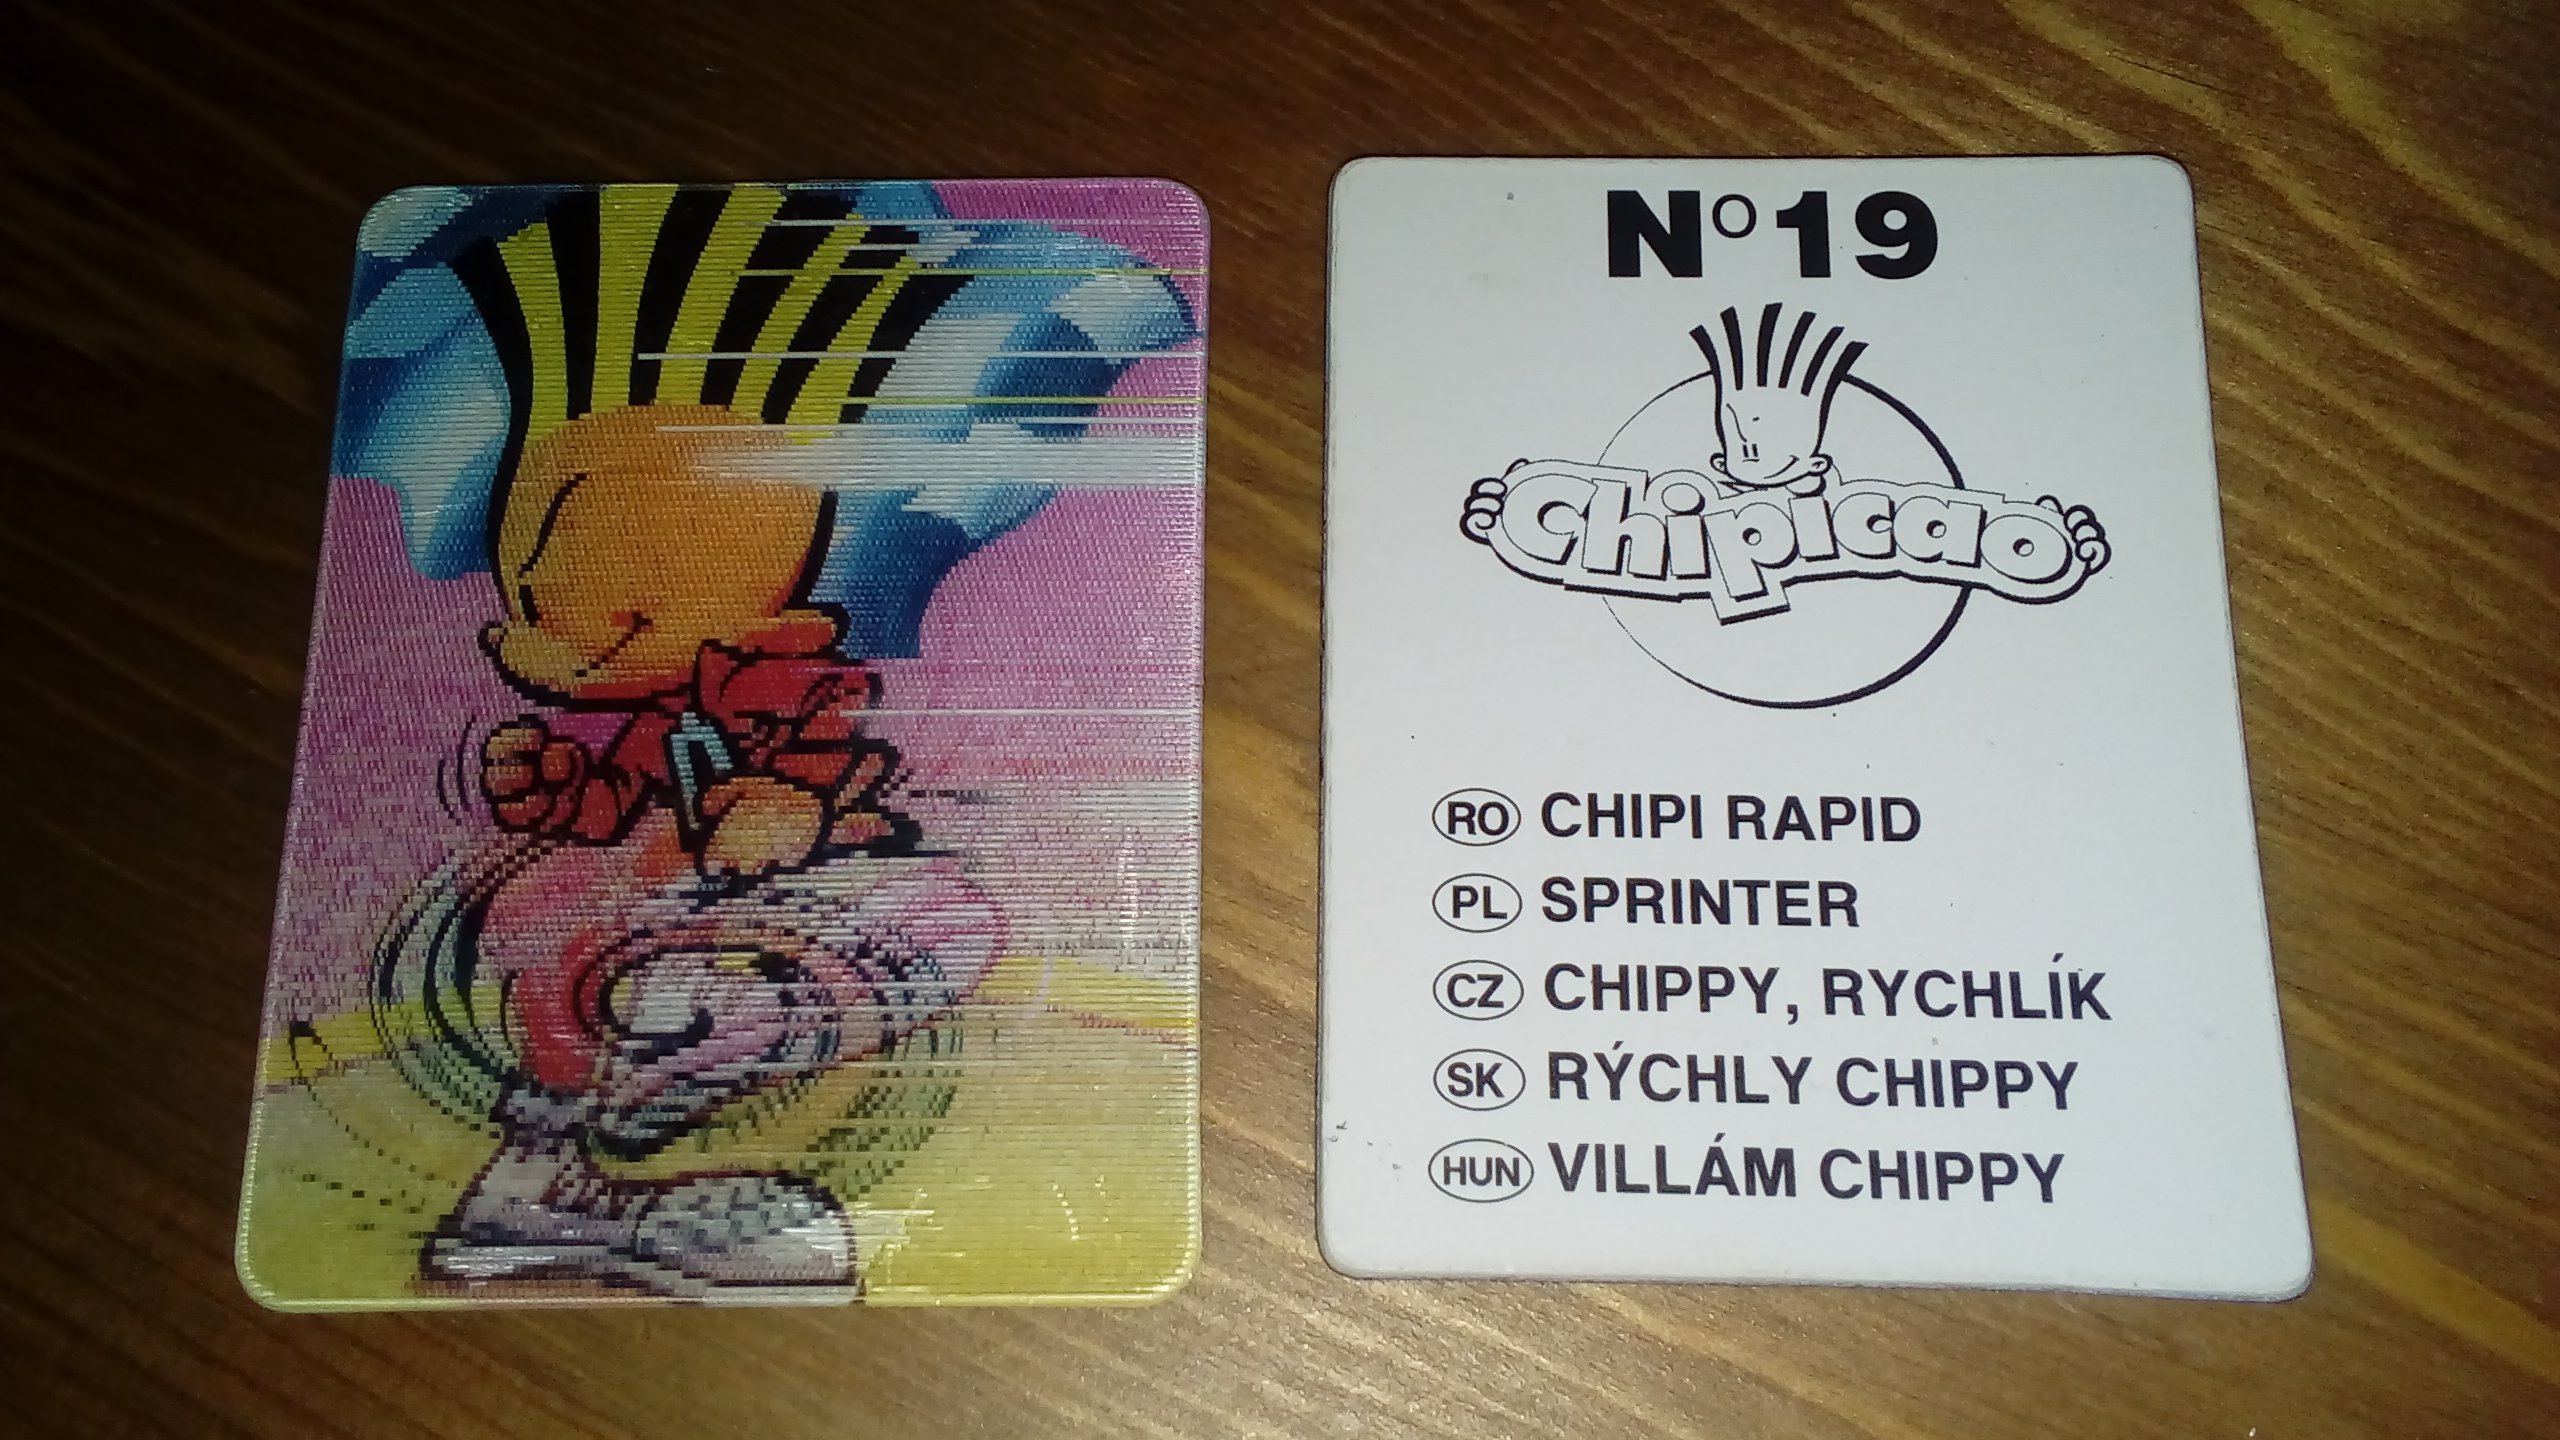 Nº19
Chipicao
RO CHIPI RAPID
PL SPRINTER
CZ CHIPPY, RYCHLÍK
SK RÝCHLY CHIPPY
HUN VILLÁM CHIPPY